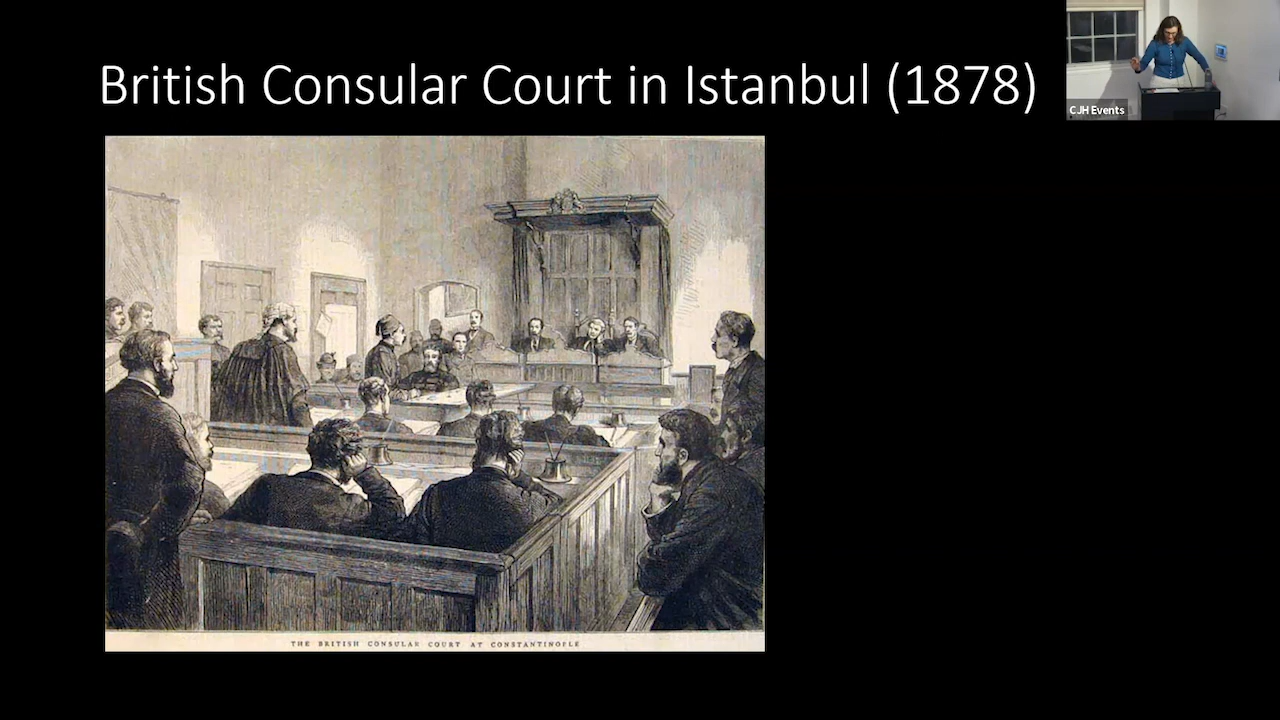 British Consular Court in Istanbul (1878)
CJH Events
THE BRITISH CONSULAR COURT AT CONSTANTINOPLE